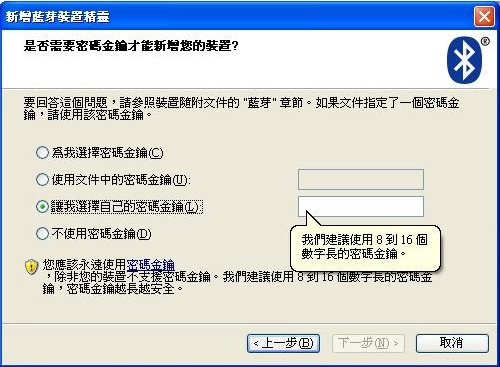 新增藍芽裝置精靈
是否需要密碼金鑰才能新增您的裝置?
要回答這個問題，請參照裝置隨附文件的 "藍芽" 章節。如果文件指定了一個密碼金
鑰，請使用該密碼金鑰。
為我選擇密碼金鑰(C)
使用文件中的密碼金鑰(U):
讓我選擇自己的密碼金鑰(L):
不使用密碼金鑰(D)
我們建議使用 8 到 16 個
數字長的密碼金鑰。
您應該永遠使用密碼金鑰
，除非您的裝置不支援密碼金鑰。我們建議使用 8 到 16 個數字長的密碼金
鑰，密碼金鑰越長越安全。
< 上一步(B)
下一步(N) >
取消